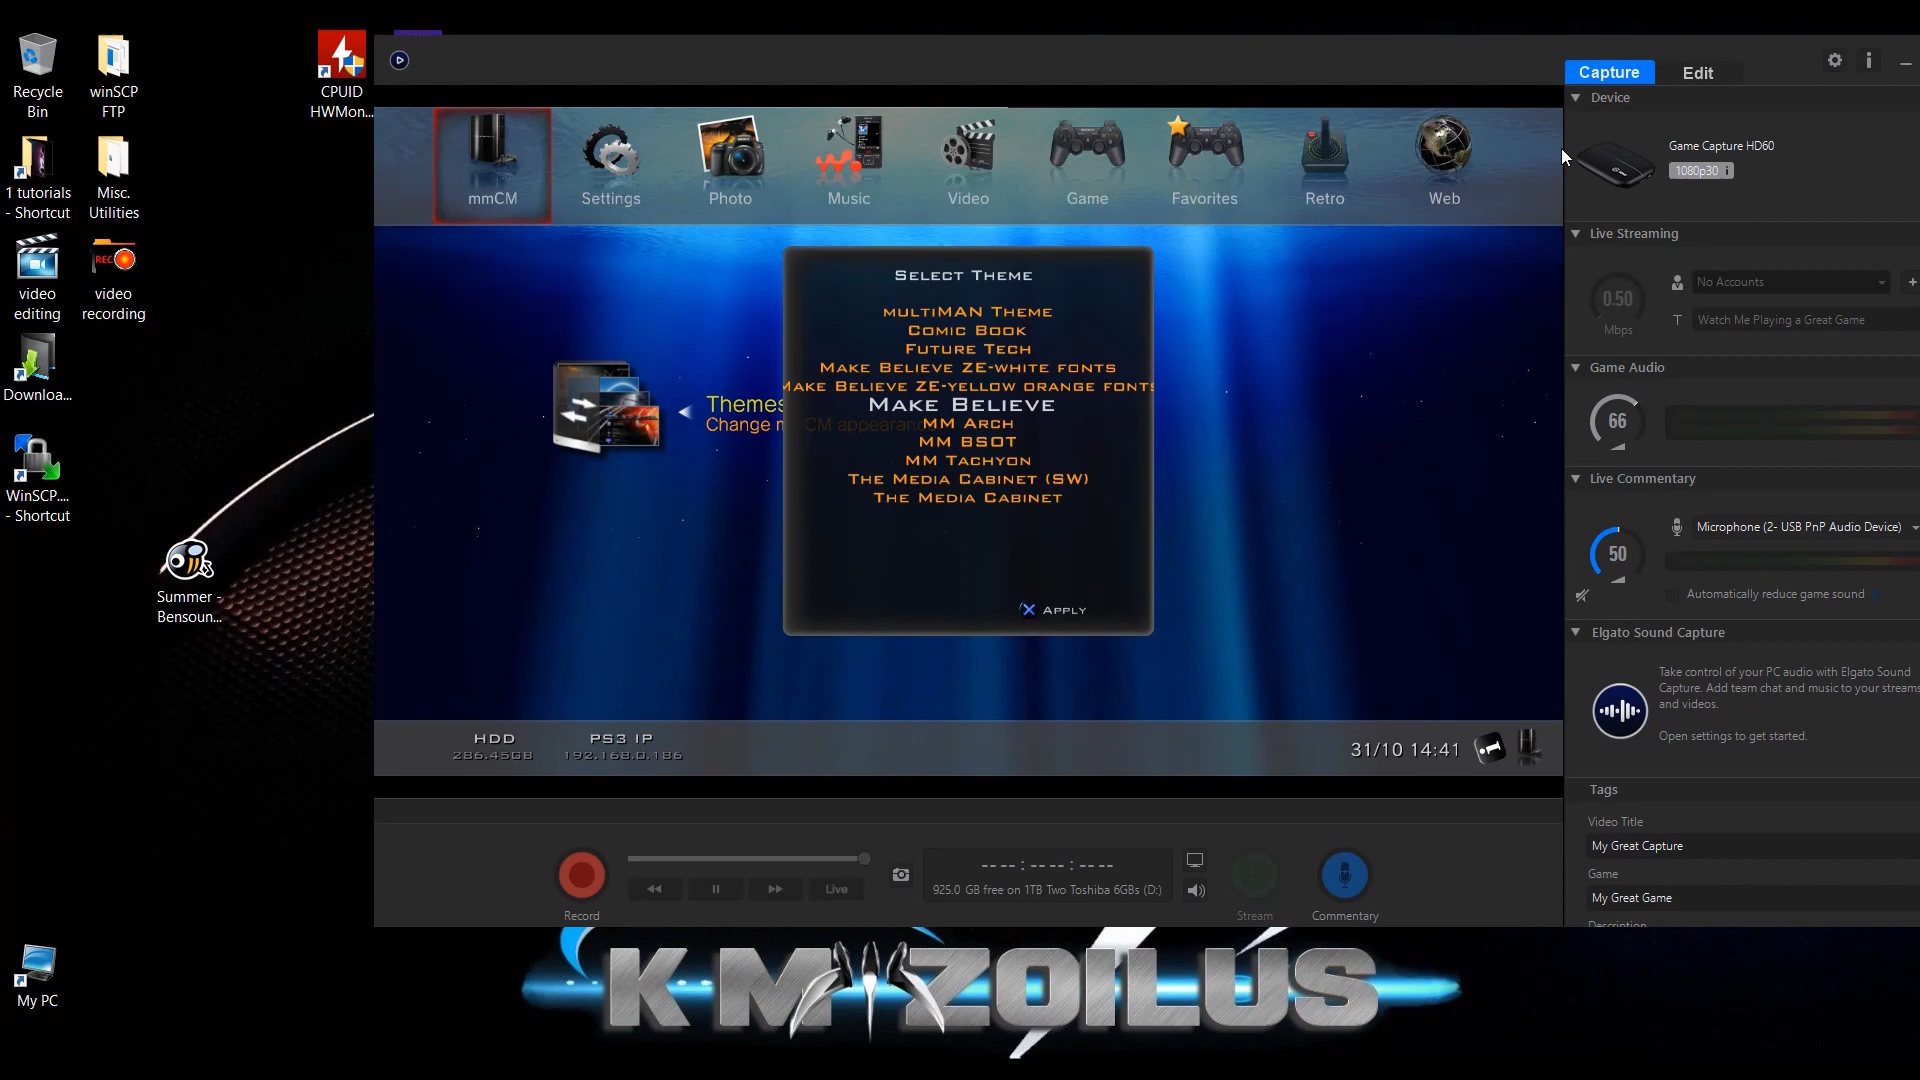 Recycle
Bin
winSCP
FTP
CPUID
HWMon...
1 tutorials
- Shortcut
Misc.
Utilities
video
editing
REC
video
recording
Downloa...
WinSCP....
- Shortcut
Summer -
Bensoun...
My PC
mmCM
Settings
Photo
Music
Video
Game
Favorites
Retro
Web
Select Theme
multiMAN Theme
Comic Book
Future Tech
Make Believe ZE-white fonts
Make Believe ZE-yellow orange fonts
Make Believe
MM Arch
MM BSOT
MM Tachyon
The Media Cabinet (SW)
The Media Cabinet
Apply
Themes
Change m CM appearan
HDD
286.45GB
PS3 IP
192.168.0.186
31/10 14:41
Record
Live
-- -- : -- -- : -- --
925.0 GB free on 1TB Two Toshiba 6GBs (D:)
Stream
Commentary
Capture
Edit
Device
Game Capture HD60
1080p30 i
Live Streaming
0.50
Mbps
No Accounts
Watch Me Playing a Great Game
Game Audio
66
Live Commentary
50
Microphone (2- USB PnP Audio Device)
Automatically reduce game sound
Elgato Sound Capture
Take control of your PC audio with Elgato Sound
Capture. Add team chat and music to your streams
and videos.
Open settings to get started.
Tags
Video Title
My Great Capture
Game
My Great Game
Description
KM ZOILUS